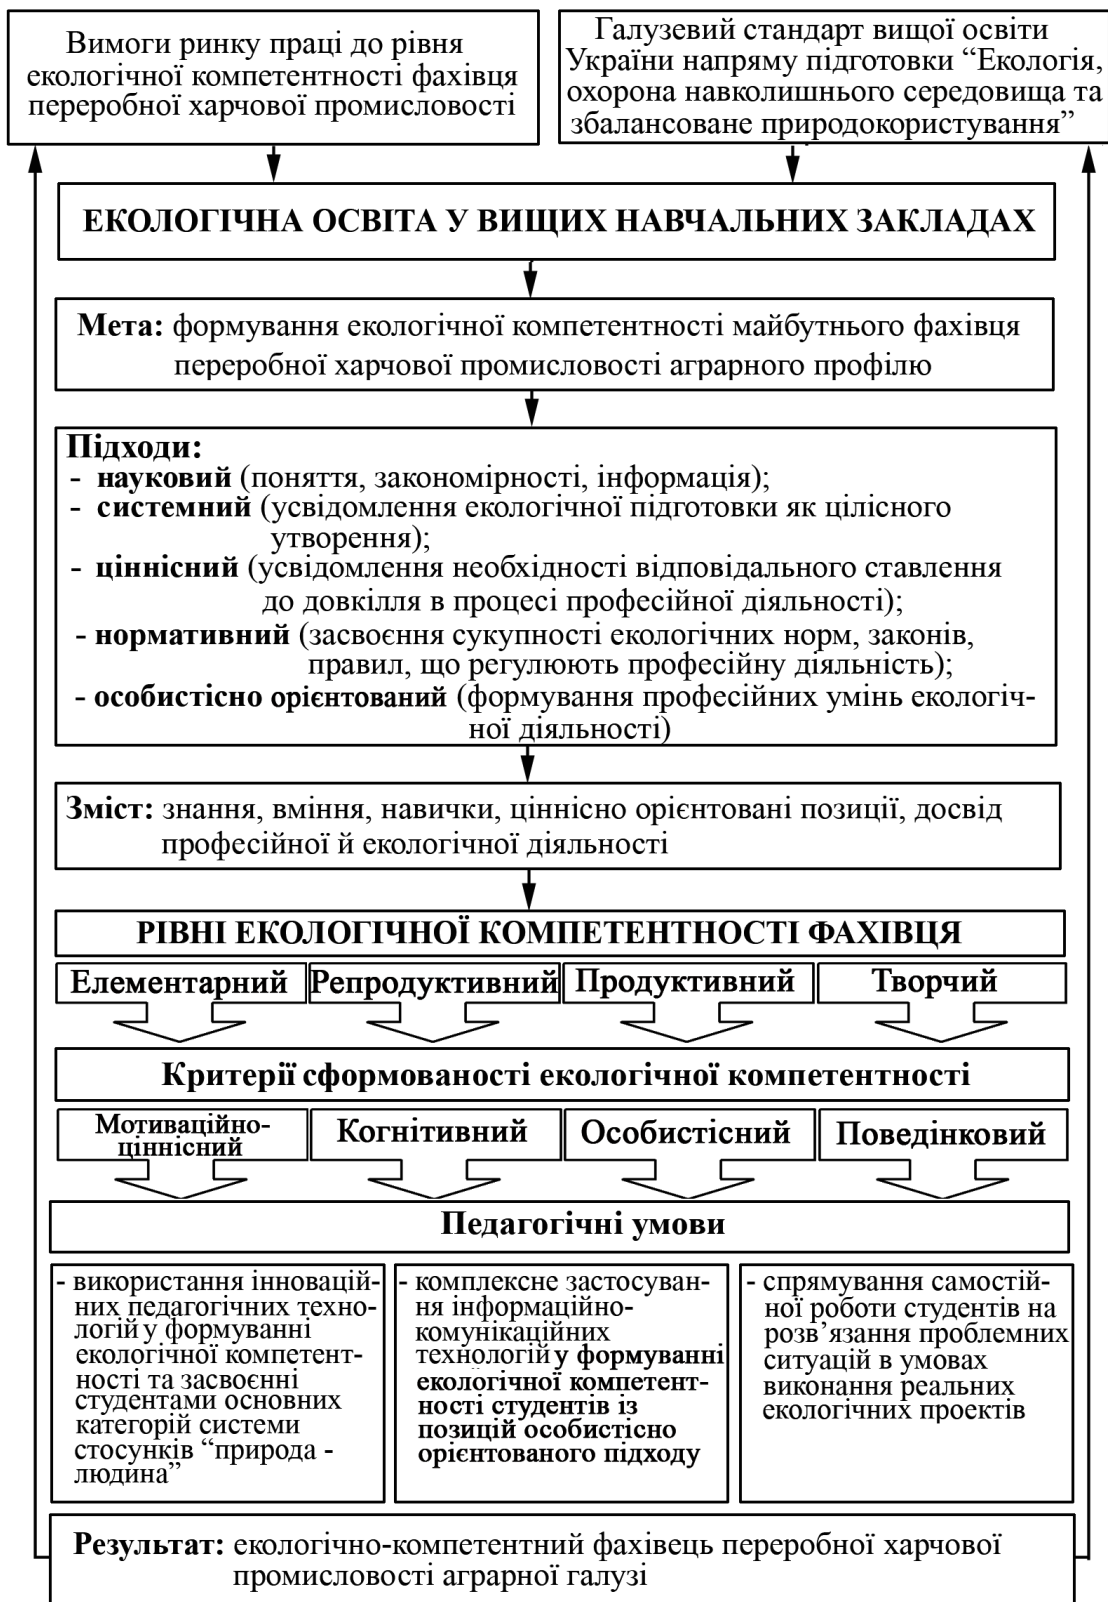 Вимоги ринку праці до рівня
екологічної компетентності фахівця
переробної харчової промисловості
Галузевий стандарт вищої освіти
України напряму підготовки “Екологія,
охорона навколишнього середовища та
збалансоване природокористування”
ЕКОЛОГІЧНА ОСВІТА У ВИЩИХ НАВЧАЛЬНИХ ЗАКЛАДАХ
Мета: формування екологічної компетентності майбутнього фахівця
переробної харчової промисловості аграрного профілю
Підходи:
- науковий (поняття, закономірності, інформація);
- системний (усвідомлення екологічної підготовки як цілісного
утворення);
- ціннісний (усвідомлення необхідності відповідального ставлення
до довкілля в процесі професійної діяльності);
- нормативний (засвоєння сукупності екологічних норм, законів,
правил, що регулюють професійну діяльність);
- особистісно орієнтований (формування професійних умінь екологіч-
ної діяльності)
Зміст: знання, вміння, навички, ціннісно орієнтовані позиції, досвід
професійної й екологічної діяльності
РІВНІ ЕКОЛОГІЧНОЇ КОМПЕТЕНТНОСТІ ФАХІВЦЯ
Елементарний
Репродуктивний
Продуктивний
Творчий
Критерії сформованості екологічної компетентності
Мотиваційно-
ціннісний
Когнітивний
Особистісний
Поведінковий
Педагогічні умови
- використання інновацій-
них педагогічних техно-
логій у формуванні
екологічної компетент-
ності та засвоєнні
студентами основних
категорій системи
стосунків “природа -
людина”
- комплексне застосуван-
ня інформаційно-
комунікаційних
технологій у формуванні
екологічної компетент-
ності студентів із
позицій особистісно
орієнтованого підходу
- спрямування самостій-
ної роботи студентів на
розв’язання проблемних
ситуацій в умовах
виконання реальних
екологічних проектів
Результат: екологічно-компетентний фахівець переробної харчової
промисловості аграрної галузі